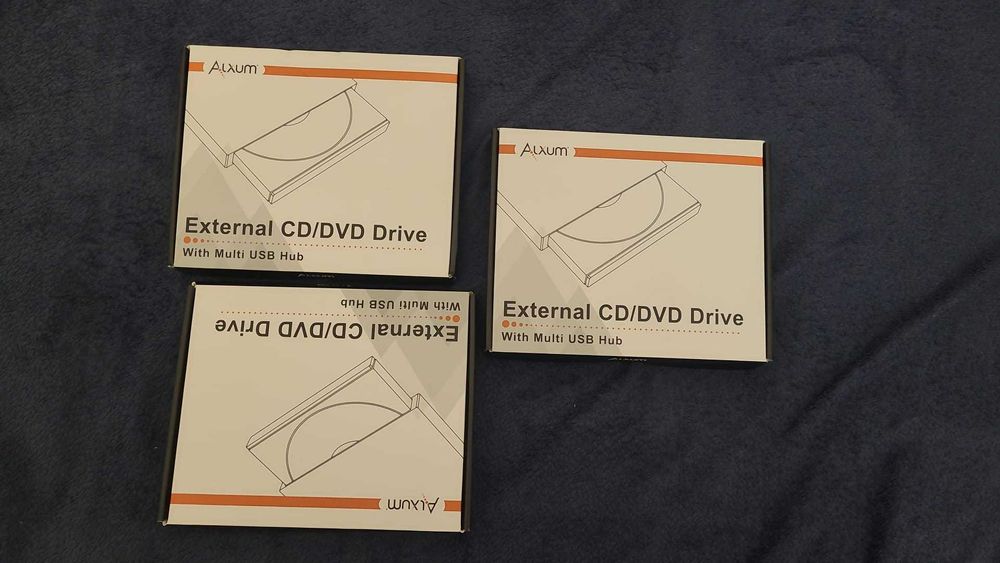 Alxum
External CD/DVD Drive
With Multi USB Hub
Alxum
External CD/DVD Drive
With Multi USB Hub
With Multi USB Hub
External CD/DVD Drive
Alxum